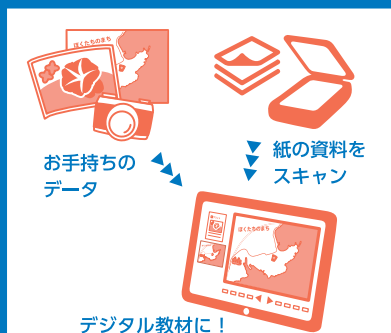 ぼくたちのまち
お手持ちの
データ
紙の資料を
スキャン
ぼくたちのまち
デジタル教材に！